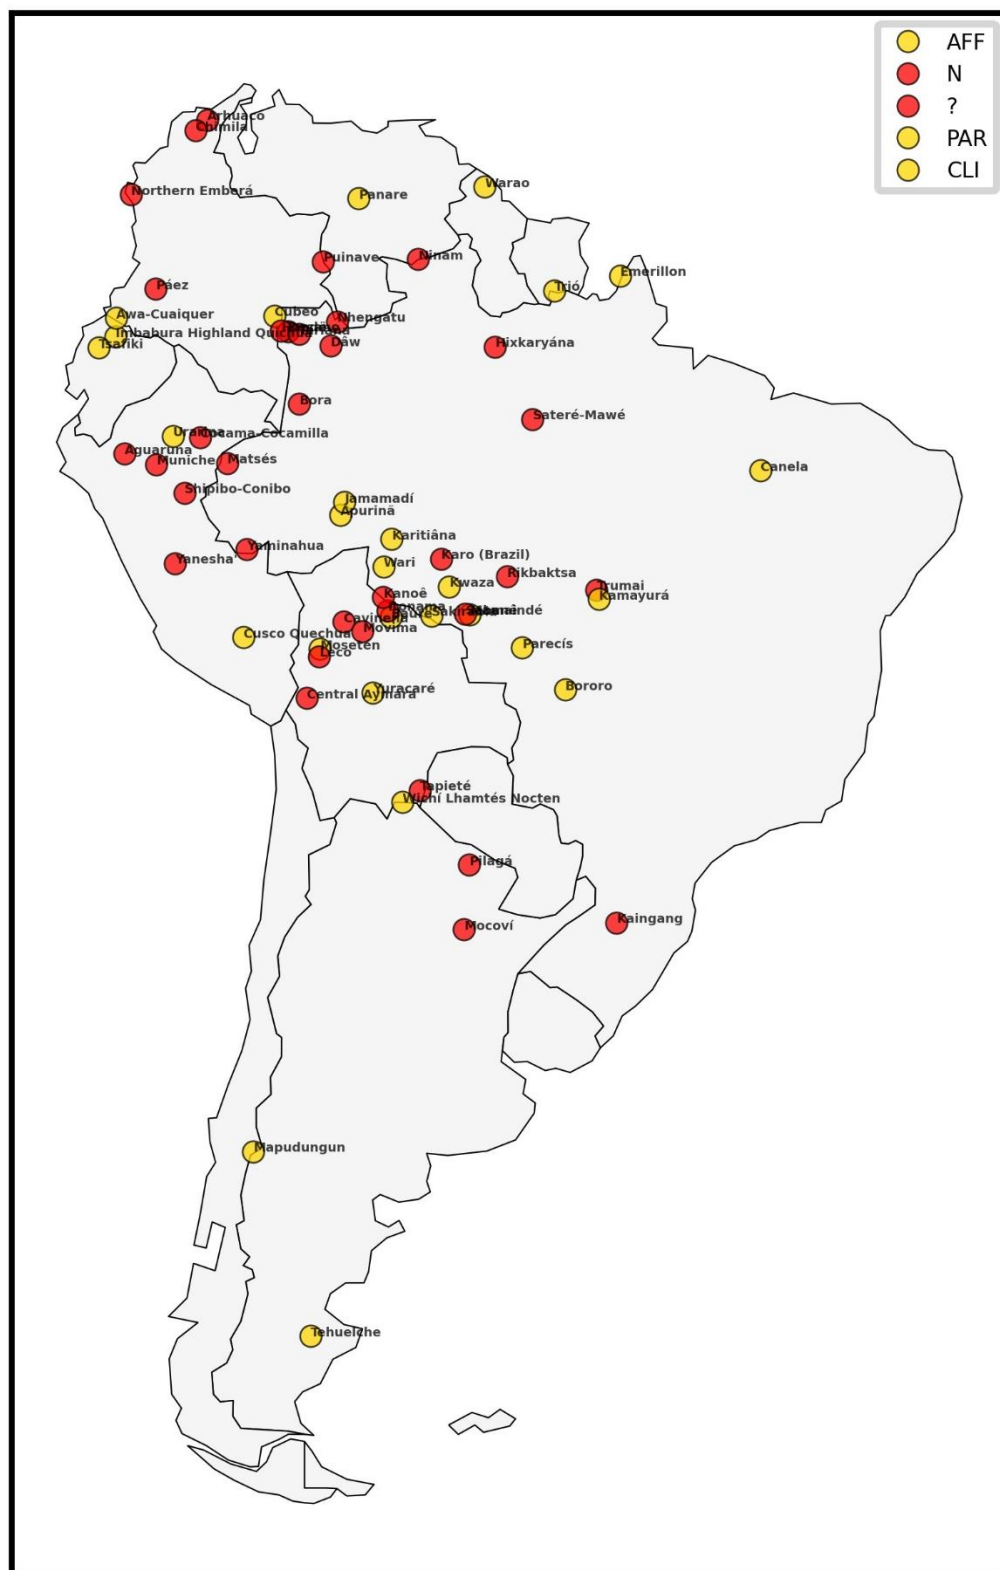 AFF
N
?
PAR
CLI
Arhuaco
Chimila
Northern Emberá
Panare
Warao
Puinave
Ninam
Emerillon
Trió
Páez
Awa-Cuaiquer
Cubeo
Nhengatu
Imbabura Highland Quichua
Tsafiki
Dâw
Hixkaryána
Bora
Sateré-Mawé
Urarina
Cocama-Cocamilla
Aguaruna
Muniche
Matsés
Canela
Shipibo-Conibo
Jamamadí
Apurinã
Karitiâna
Yaminahua
Karo (Brazil)
Yanesha'
Wari
Rikbaktsa
Kwaza
Trumai
Kanoê
Kamayurá
Cavineña
Movima
Cusco Quechua
Mosetén
Leco
Parecís
Central Aymara
Yuracaré
Bororo
Tapieté
Wichí Lhamtés Nocten
Pilagá
Mocoví
Kaingang
Mapudungun
Tehuelche